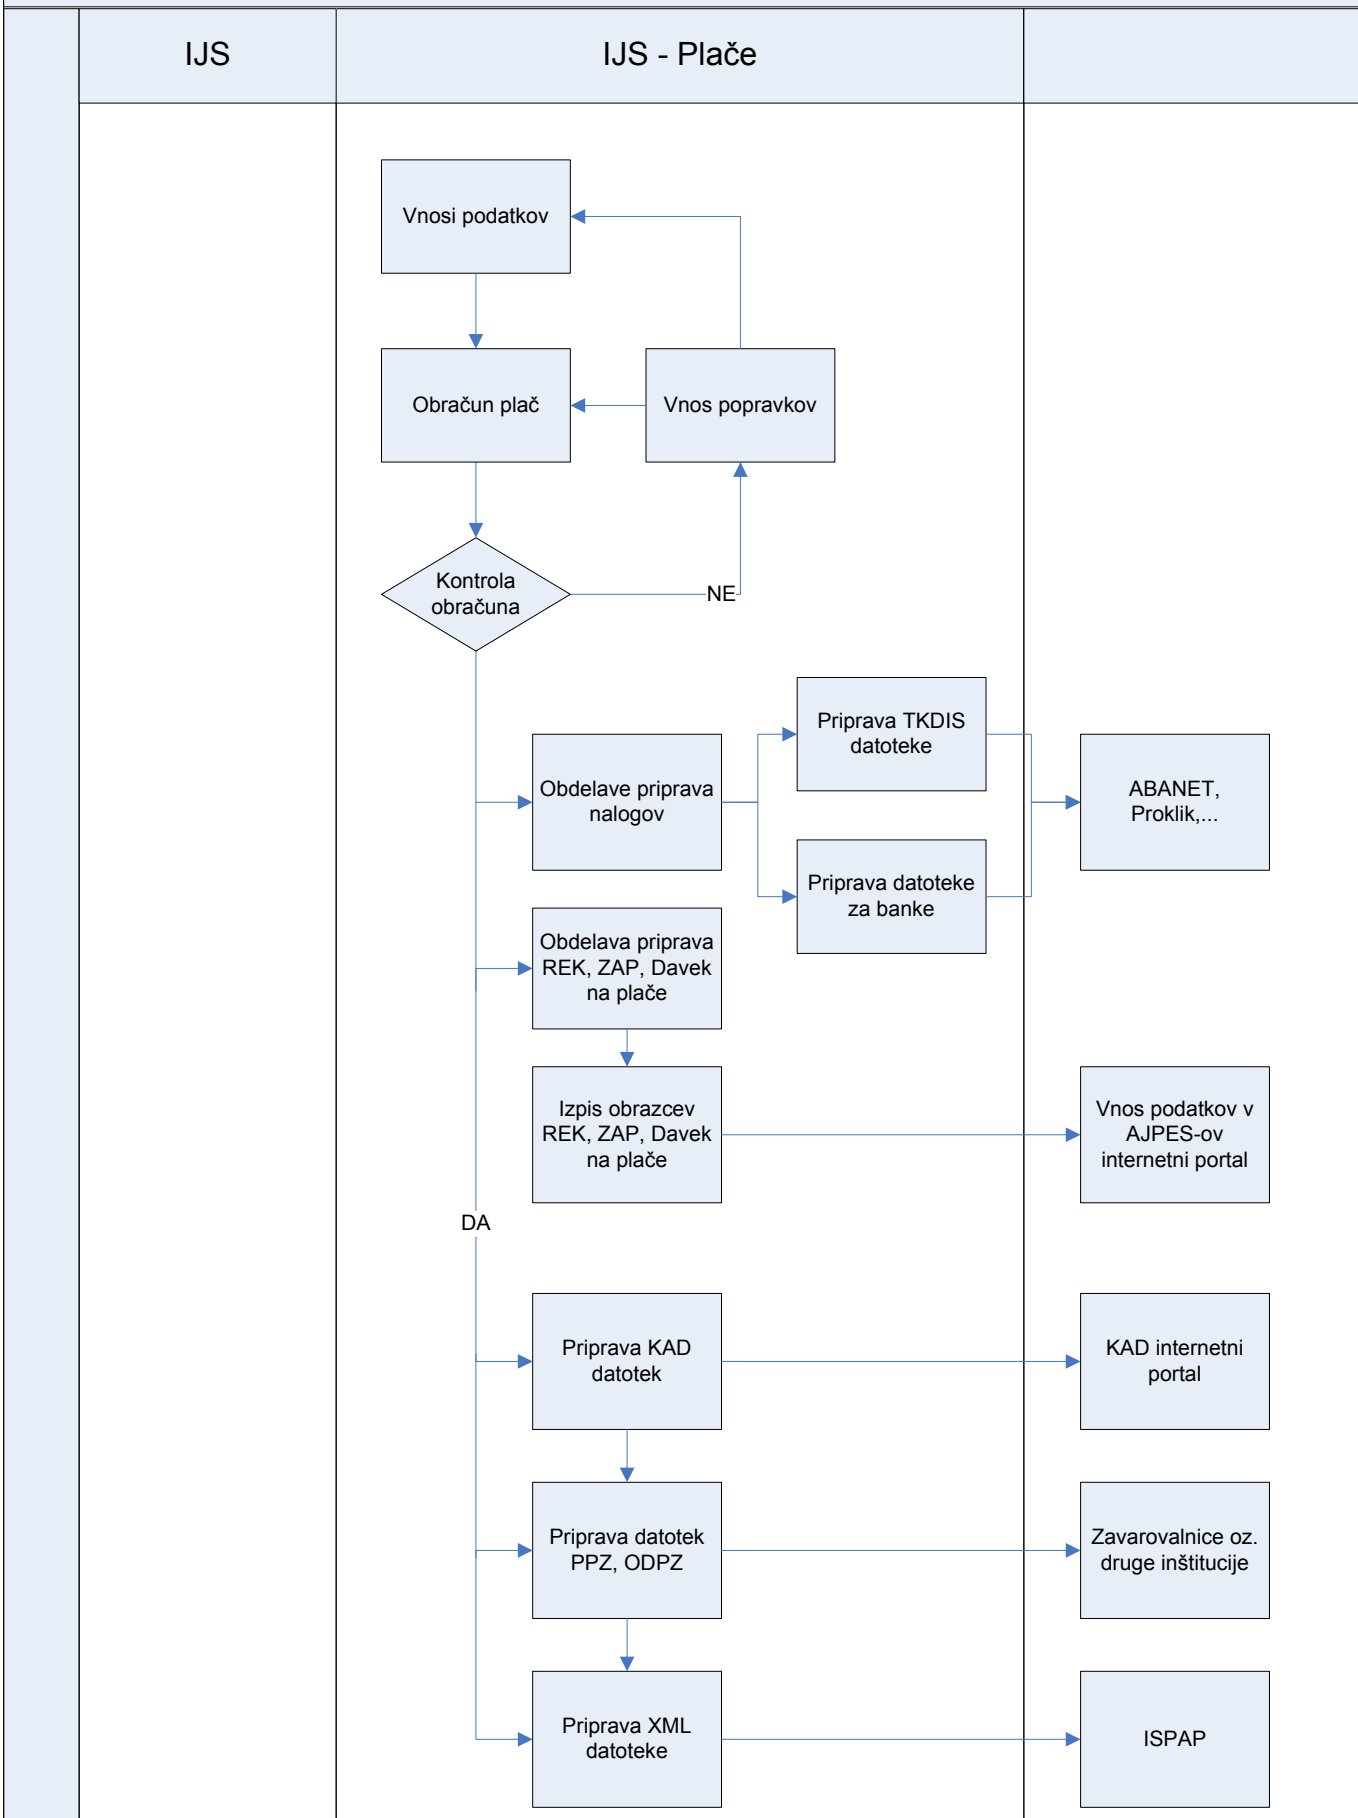 IJS
IJS - Plače
Vnosi podatkov
Obračun plač
Vnos popravkov
Kontrola
obračuna
NE
Priprava TKDIS
datoteke
Obdelave priprava
nalogov
ABANET,
Proklik,...
Priprava datoteke
za banke
Obdelava priprava
REK, ZAP, Davek
na plače
Izpis obrazcev
REK, ZAP, Davek
na plače
Vnos podatkov v
AJPES-ov
internetni portal
DA
Priprava KAD
datotek
KAD internetni
portal
Priprava datotek
PPZ, ODPZ
Zavarovalnice oz.
druge inštitucije
Priprava XML
datoteke
ISPAP